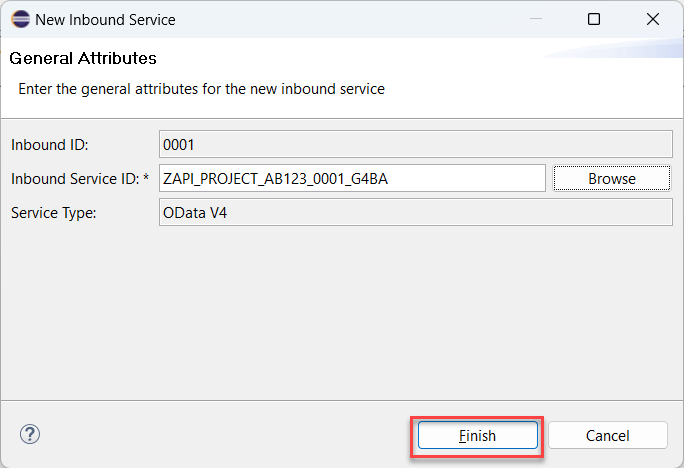 New Inbound Service
General Attributes
Enter the general attributes for the new inbound service
Inbound ID: 0001
Inbound Service ID: * ZAPI_PROJECT_AB123_0001_G4BA Browse
Service Type: OData V4
? Finish Cancel